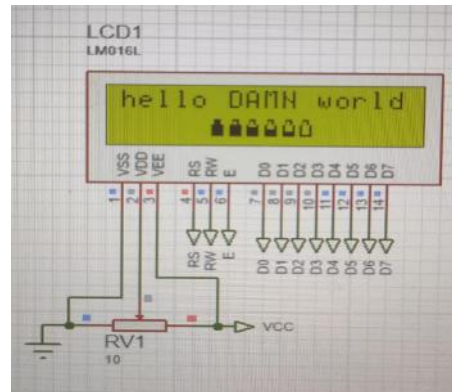 LCD1
LM016L
hello DAMN world
VSS VDD VEE RS RW E D0 D1 D2 D3 D4 D5 D6 D7
1 2 3 4 5 6 7 8 9 10 11 12 13 14
RS RW E D0 D1 D2 D3 D4 D5 D6 D7
VCC
RV1
10